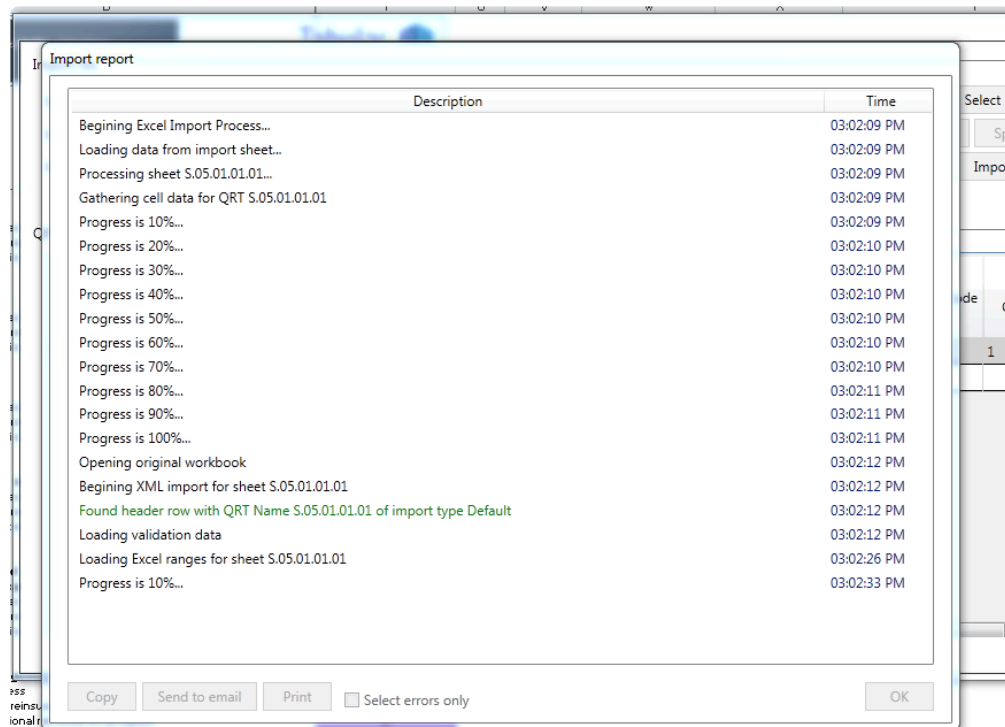 Import report
Description Time
Select
Begining Excel Import Process... 03:02:09 PM
Loading data from import sheet... 03:02:09 PM
Processing sheet S.05.01.01.01... 03:02:09 PM
Gathering cell data for QRT S.05.01.01.01 03:02:09 PM
Progress is 10%... 03:02:09 PM
Progress is 20%... 03:02:10 PM
Progress is 30%... 03:02:10 PM
Progress is 40%... 03:02:10 PM
Progress is 50%... 03:02:10 PM
Progress is 60%... 03:02:10 PM
Progress is 70%... 03:02:10 PM
1
Progress is 80%... 03:02:11 PM
Progress is 90%... 03:02:11 PM
Progress is 100%... 03:02:11 PM
Opening original workbook 03:02:12 PM
Begining XML import for sheet S.05.01.01.01 03:02:12 PM
Found header row with QRT Name S.05.01.01.01 of import type Default 03:02:12 PM
Loading validation data 03:02:12 PM
Loading Excel ranges for sheet S.05.01.01.01 03:02:26 PM
Progress is 10%... 03:02:33 PM
Copy Send to email Print Select errors only OK